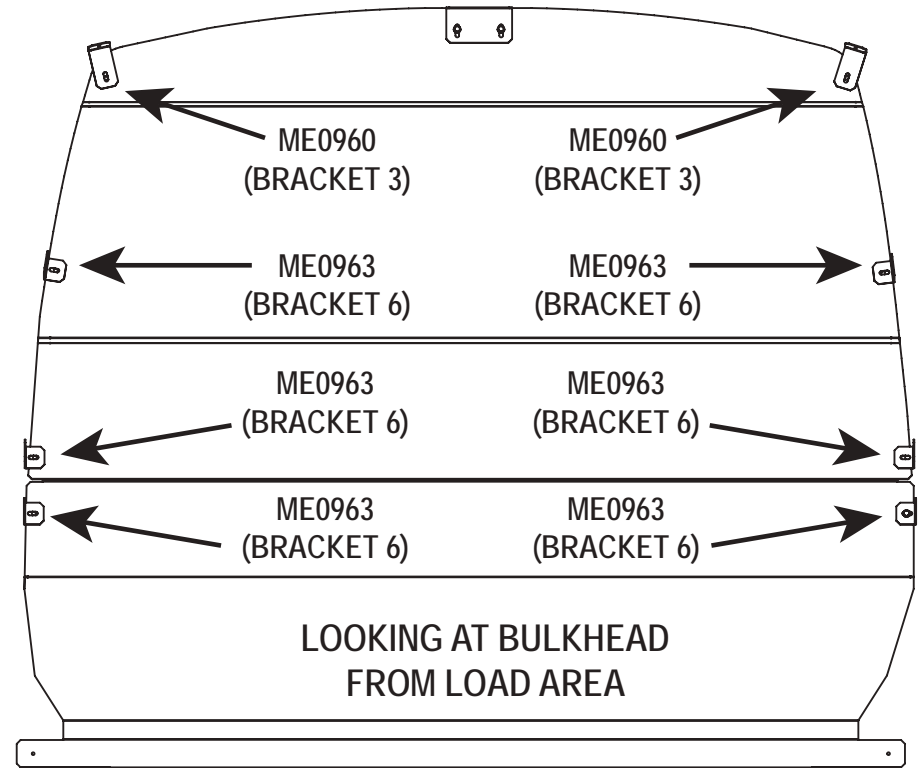 ME0960
(BRACKET 3)
ME0960
(BRACKET 3)
ME0963
(BRACKET 6)
ME0963
(BRACKET 6)
ME0963
(BRACKET 6)
ME0963
(BRACKET 6)
ME0963
(BRACKET 6)
ME0963
(BRACKET 6)
LOOKING AT BULKHEAD
FROM LOAD AREA